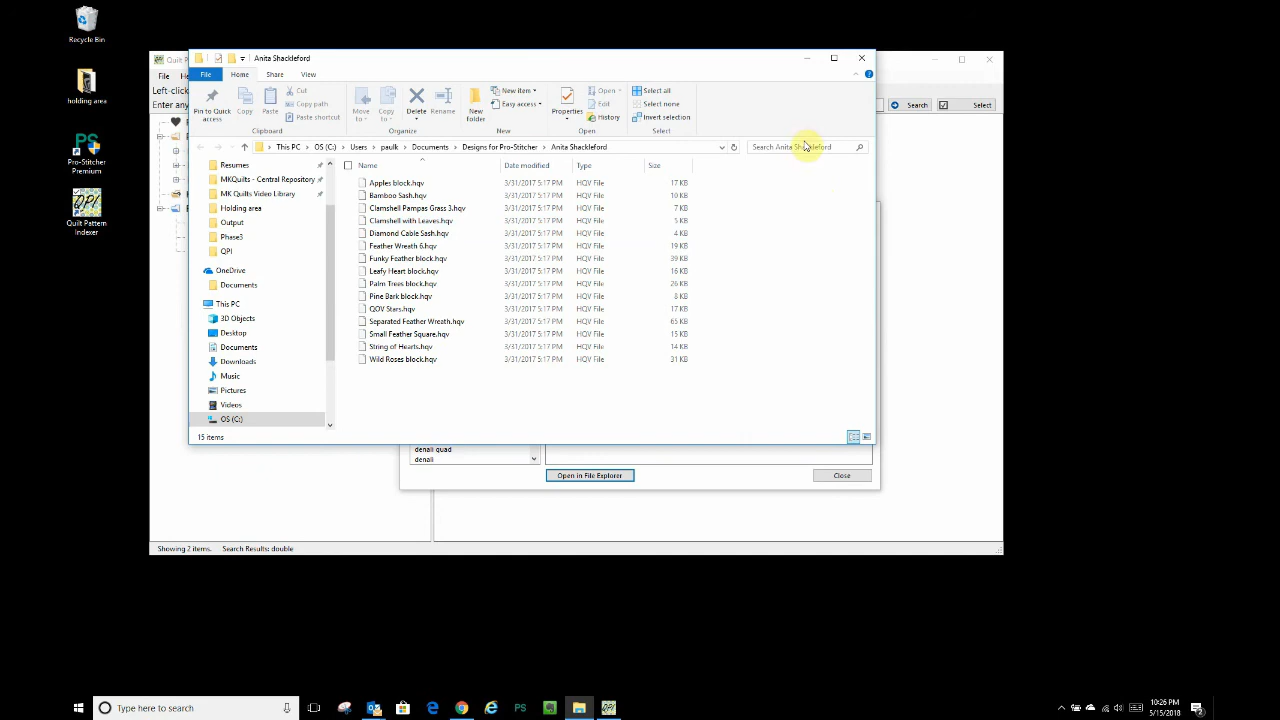 Recycle Bin
holding area
Pro-Stitcher Premium
Quilt Pattern Indexer
Quilt P
File He
Left-click
Enter any
Search Select
Anita Shackleford
File Home Share View
Pin to Quick access
Copy
Paste
Cut
Copy path
Paste shortcut
Clipboard
Move to
Copy to
Delete
Rename
Organize
New folder
New item
Easy access
New
Properties
Open
Edit
History
Open
Select all
Select none
Invert selection
Select
This PC OS (C:) Users paulk Documents Designs for Pro-Stitcher Anita Shackleford
Search Anita Shackleford
Resumes
MKQuilts - Central Repository
MK Quilts Video Library
Holding area
Output
Phase3
QPI
OneDrive
Documents
This PC
3D Objects
Desktop
Documents
Downloads
Music
Pictures
Videos
OS (C:)
Name Date modified Type Size
Apples block.hqv 3/31/2017 5:17 PM HQV File 17 KB
Bamboo Sash.hqv 3/31/2017 5:17 PM HQV File 10 KB
Clamshell Pampas Grass 3.hqv 3/31/2017 5:17 PM HQV File 7 KB
Clamshell with Leaves.hqv 3/31/2017 5:17 PM HQV File 5 KB
Diamond Cable Sash.hqv 3/31/2017 5:17 PM HQV File 4 KB
Feather Wreath 6.hqv 3/31/2017 5:17 PM HQV File 19 KB
Funky Feather block.hqv 3/31/2017 5:17 PM HQV File 39 KB
Leafy Heart block.hqv 3/31/2017 5:17 PM HQV File 16 KB
Palm Trees block.hqv 3/31/2017 5:17 PM HQV File 26 KB
Pine Bark block.hqv 3/31/2017 5:17 PM HQV File 8 KB
QOV Stars.hqv 3/31/2017 5:17 PM HQV File 17 KB
Separated Feather Wreath.hqv 3/31/2017 5:17 PM HQV File 65 KB
Small Feather Square.hqv 3/31/2017 5:17 PM HQV File 15 KB
String of Hearts.hqv 3/31/2017 5:17 PM HQV File 14 KB
Wild Roses block.hqv 3/31/2017 5:17 PM HQV File 31 KB
15 items
denali quad
denali
Open in File Explorer Close
Showing 2 items. Search Results: double
Type here to search
10:26 PM
5/15/2018